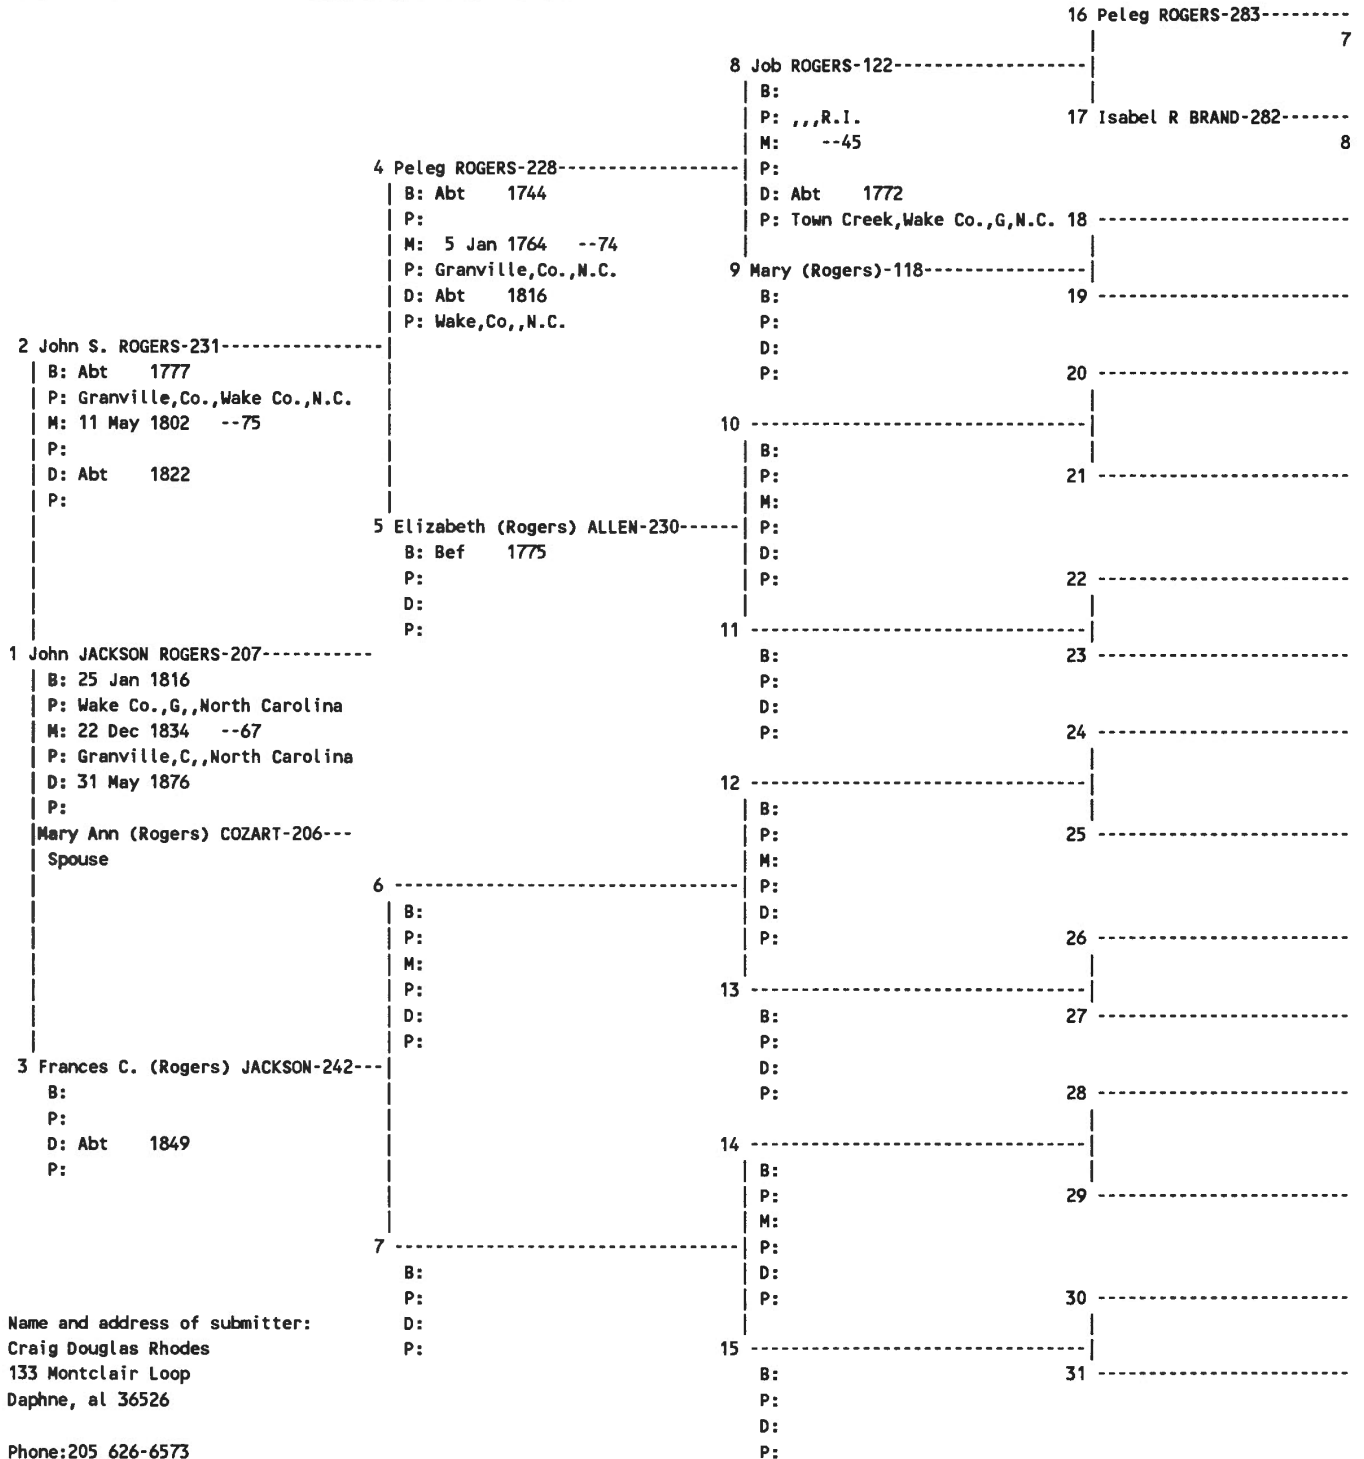 16 Peleg ROGERS-283---------
7
8 Job ROGERS-122-------------------
B:
P: ,,,R.I.
17 Isabel R BRAND-282-------
M: --45
8
4 Peleg ROGERS-228------------------
P:
B: Abt 1744
D: Abt 1772
P:
P: Town Creek,Wake Co.,G,N.C.
18 -------------------------
M: 5 Jan 1764 --74
P: Granville,Co.,N.C.
9 Mary (Rogers)-118----------------
D: Abt 1816
B:
19 -------------------------
P: Wake,Co,,N.C.
P:
2 John S. ROGERS-231----------------
D:
B: Abt 1777
P:
20 -------------------------
P: Granville,Co.,Wake Co.,N.C.
M: 11 May 1802 --75
10 ---------------------------------
P:
B:
D: Abt 1822
P:
21 -------------------------
P:
M:
5 Elizabeth (Rogers) ALLEN-230------
P:
B: Bef 1775
D:
P:
P:
22 -------------------------
D:
P:
11 ---------------------------------
1 John JACKSON ROGERS-207-----------
B:
23 -------------------------
B: 25 Jan 1816
P:
P: Wake Co.,G,,North Carolina
D:
M: 22 Dec 1834 --67
P:
24 -------------------------
P: Granville,C,,North Carolina
D: 31 May 1876
12 ---------------------------------
P:
B:
Mary Ann (Rogers) COZART-206---
P:
25 -------------------------
Spouse
M:
6 ----------------------------------
P:
B:
D:
P:
P:
26 -------------------------
M:
P:
13 ---------------------------------
D:
B:
27 -------------------------
P:
P:
3 Frances C. (Rogers) JACKSON-242---
D:
B:
P:
28 -------------------------
P:
D: Abt 1849
14 ---------------------------------
P:
B:
P:
29 -------------------------
M:
7 ----------------------------------
P:
B:
D:
P:
P:
30 -------------------------
Name and address of submitter:
D:
Craig Douglas Rhodes
P:
15 ---------------------------------
133 Montclair Loop
B:
31 -------------------------
Daphne, al 36526
P:
D:
Phone:205 626-6573
P: